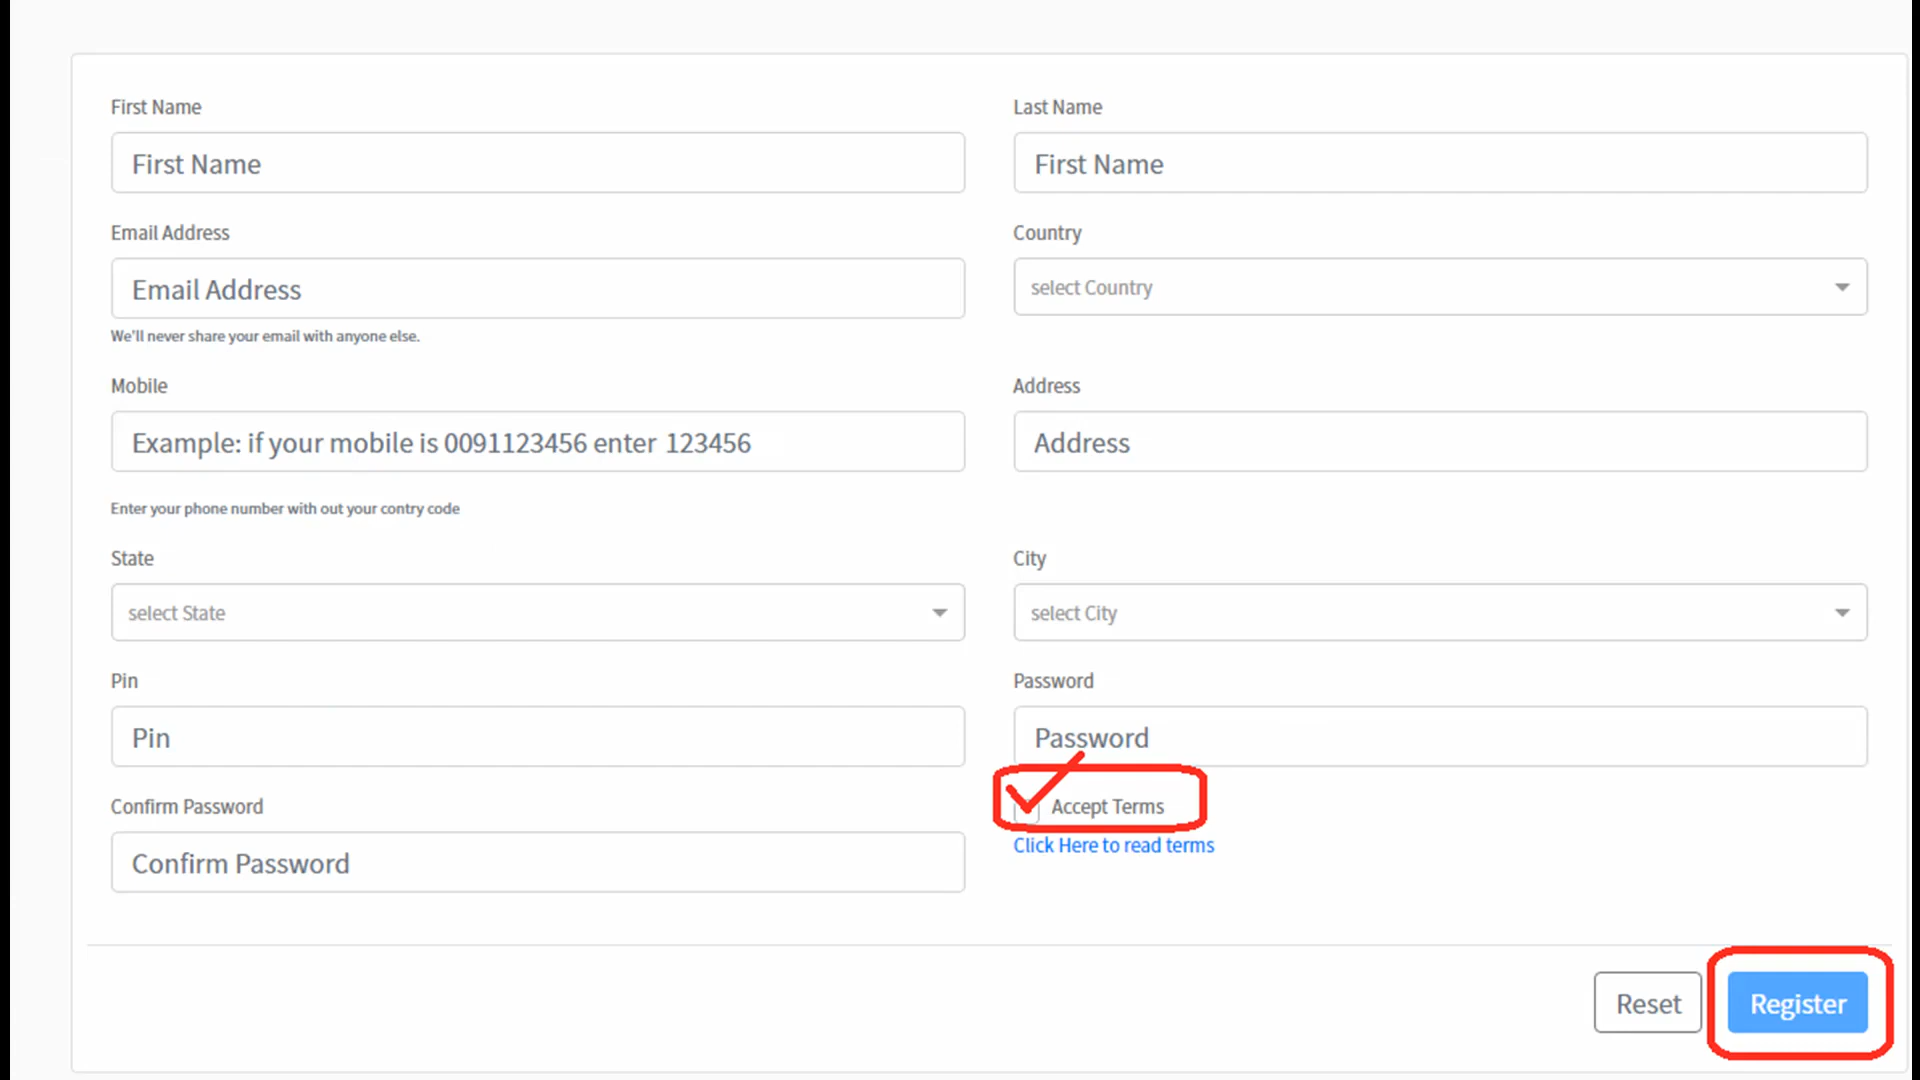 First Name
Last Name
First Name
First Name
Email Address
Country
Email Address
select Country
We'll never share your email with anyone else.
Mobile
Address
Example: if your mobile is 0091123456 enter 123456
Address
Enter your phone number with out your contry code
State
City
select State
select City
Pin
Password
Pin
Password
Confirm Password
Accept Terms
Click Here to read terms
Confirm Password
Reset
Register